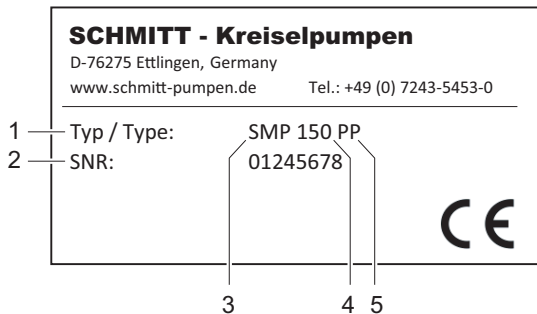 SCHMITT - Kreiselpumpen
D-76275 Ettlingen, Germany
www.schmitt-pumpen.de Tel.: +49 (0) 7243-5453-0
1 Typ / Type: SMP 150 PP
2 SNR: 01245678
CE
3 4 5